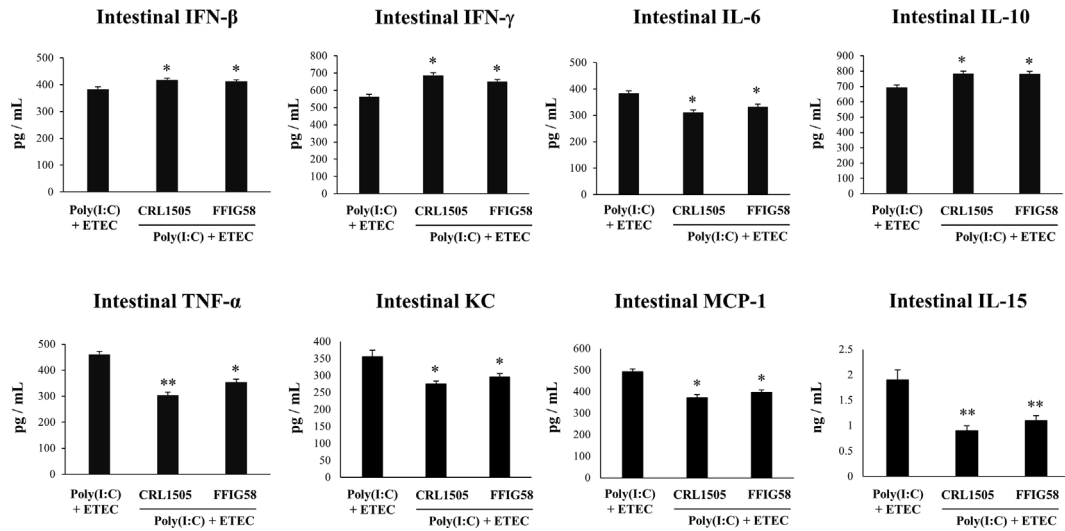 Intestinal IFN-β
500
400
300
200
100
0
pg / mL
*
*
Poly(I:C)
+ ETEC
CRL1505
FFIG58
Poly(I:C) + ETEC
Intestinal IFN-γ
800
700
600
500
400
300
200
100
0
pg / mL
*
*
Poly(I:C)
+ ETEC
CRL1505
FFIG58
Poly(I:C) + ETEC
Intestinal IL-6
500
400
300
200
100
0
pg / mL
*
*
Poly(I:C)
+ ETEC
CRL1505
FFIG58
Poly(I:C) + ETEC
Intestinal IL-10
900
800
700
600
500
400
300
200
100
0
pg / mL
*
*
Poly(I:C)
+ ETEC
CRL1505
FFIG58
Poly(I:C) + ETEC
Intestinal TNF-α
500
400
300
200
100
0
pg / mL
**
*
Poly(I:C)
+ ETEC
CRL1505
FFIG58
Poly(I:C) + ETEC
Intestinal KC
400
350
300
250
200
150
100
50
0
pg / mL
*
*
Poly(I:C)
+ ETEC
CRL1505
FFIG58
Poly(I:C) + ETEC
Intestinal MCP-1
600
500
400
300
200
100
0
pg / mL
*
*
Poly(I:C)
+ ETEC
CRL1505
FFIG58
Poly(I:C) + ETEC
Intestinal IL-15
2.5
2
1.5
1
0.5
0
ng / mL
**
**
Poly(I:C)
+ ETEC
CRL1505
FFIG58
Poly(I:C) + ETEC